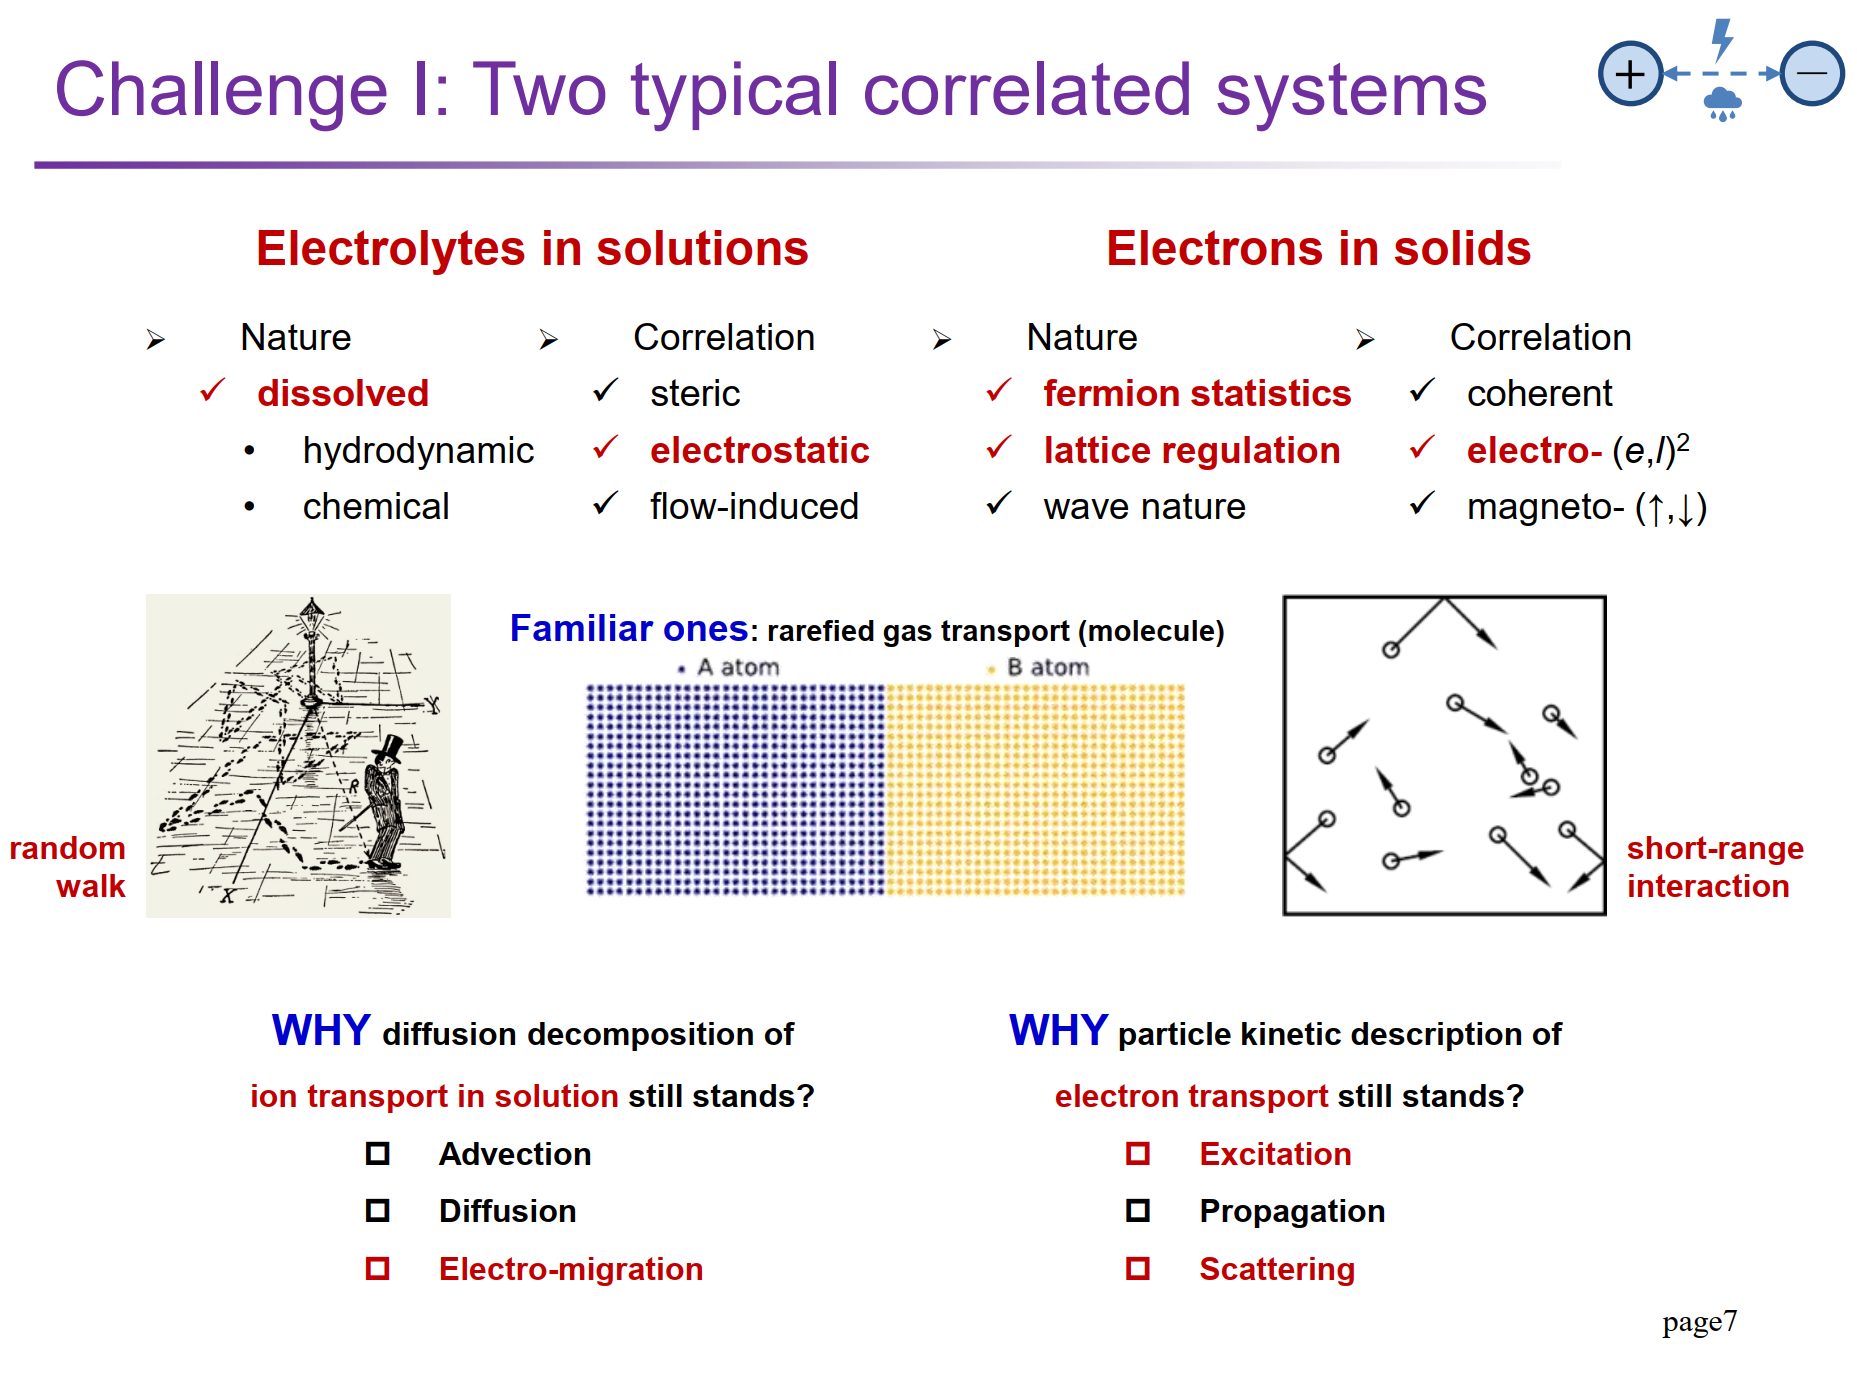 Challenge I: Two typical correlated systems
+
−
Electrolytes in solutions
➢ Nature
✓ dissolved
• hydrodynamic
• chemical
➢ Correlation
✓ steric
✓ electrostatic
✓ flow-induced
Electrons in solids
➢ Nature
✓ fermion statistics
✓ lattice regulation
✓ wave nature
➢ Correlation
✓ coherent
✓ electro- (e,l)²
✓ magneto- (↑,↓)
random
walk
Y
R
X
Familiar ones: rarefied gas transport (molecule)
A atom
B atom
short-range
interaction
WHY diffusion decomposition of
ion transport in solution still stands?
Advection
Diffusion
Electro-migration
WHY particle kinetic description of
electron transport still stands?
Excitation
Propagation
Scattering
page7